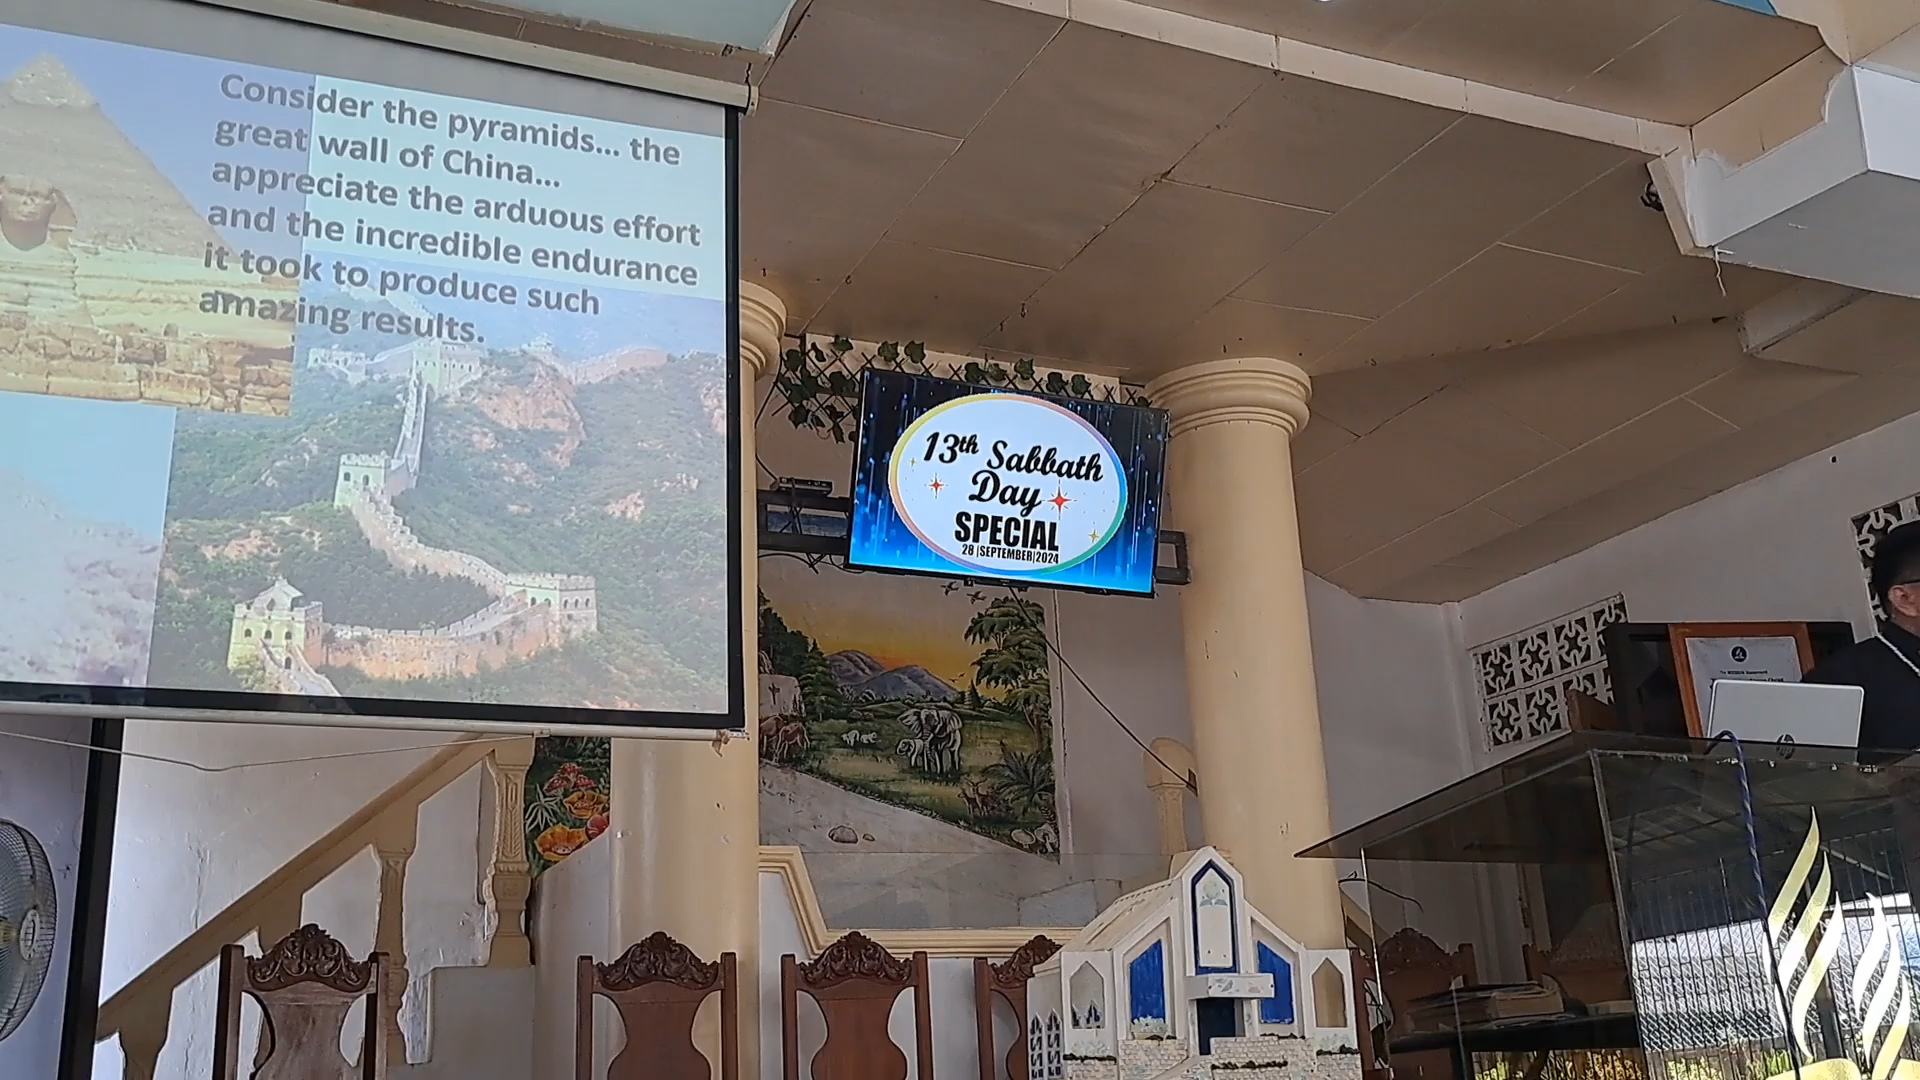 Consider the pyramids... the
great wall of China...
appreciate the arduous effort
and the incredible endurance
it took to produce such
amazing results.
13th Sabbath
Day
SPECIAL
28 |SEPTEMBER|2024